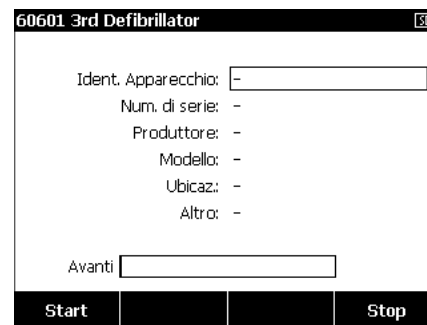 60601 3rd Defibrillator
Ident. Apparecchio: -
Num. di serie: -
Produttore: -
Modello: -
Ubicaz.: -
Altro: -
Avanti
Start Stop